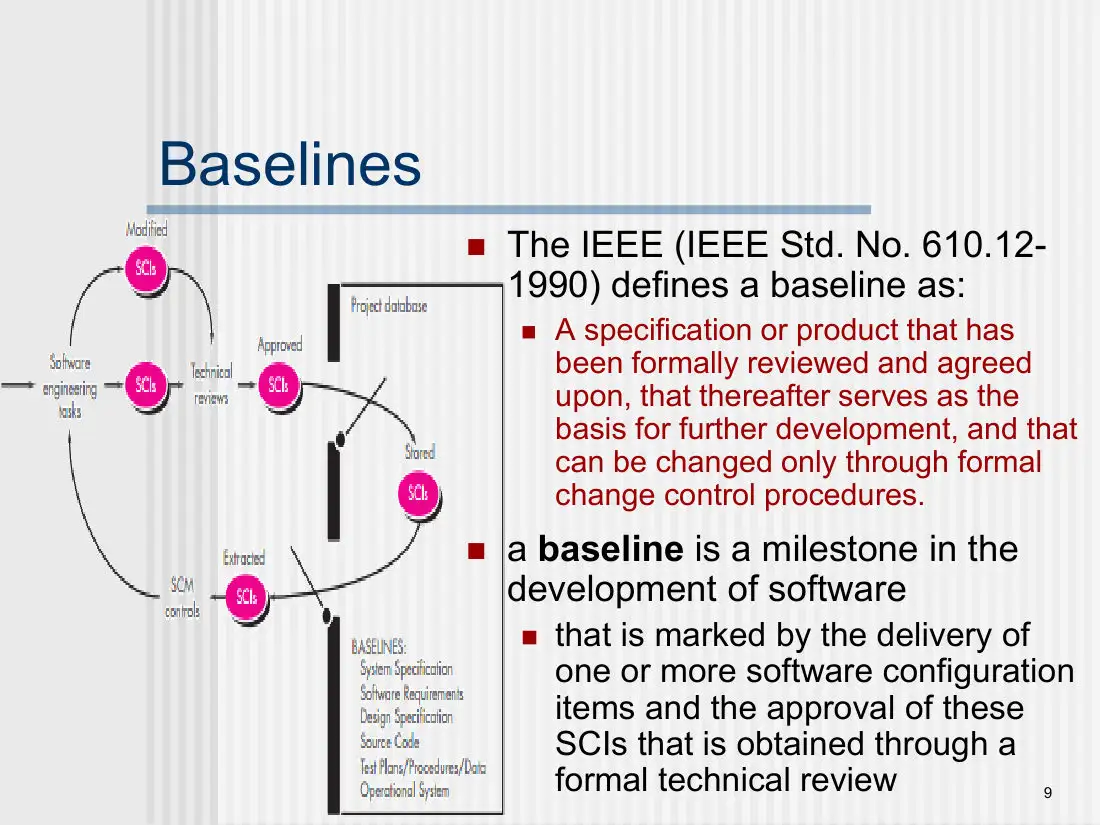 Baselines
Modified
SCIs
Software
engineering
tasks
SCIs
Technical
reviews
Approved
SCIs
Project database
Stored
SCIs
Extracted
SCIs
SCM
controls
BASELINES:
System Specification
Software Requirements
Design Specification
Source Code
Test Plans/Procedures/Data
Operational System
The IEEE (IEEE Std. No. 610.12-
1990) defines a baseline as:
A specification or product that has
been formally reviewed and agreed
upon, that thereafter serves as the
basis for further development, and that
can be changed only through formal
change control procedures.
a baseline is a milestone in the
development of software
that is marked by the delivery of
one or more software configuration
items and the approval of these
SCIs that is obtained through a
formal technical review
9